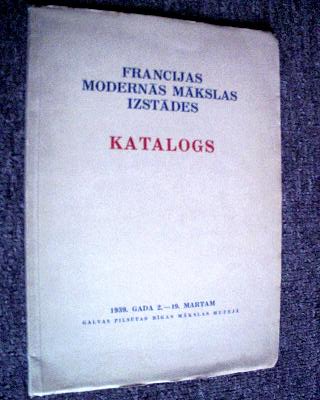 FRANCIJAS
MODERNĀS MĀKSLAS
IZSTĀDES
KATALOGS
1939. GADA 2.—19. MARTAM
GALVAS PILSĒTAS RĪGAS MĀKSLAS MUZEJĀ